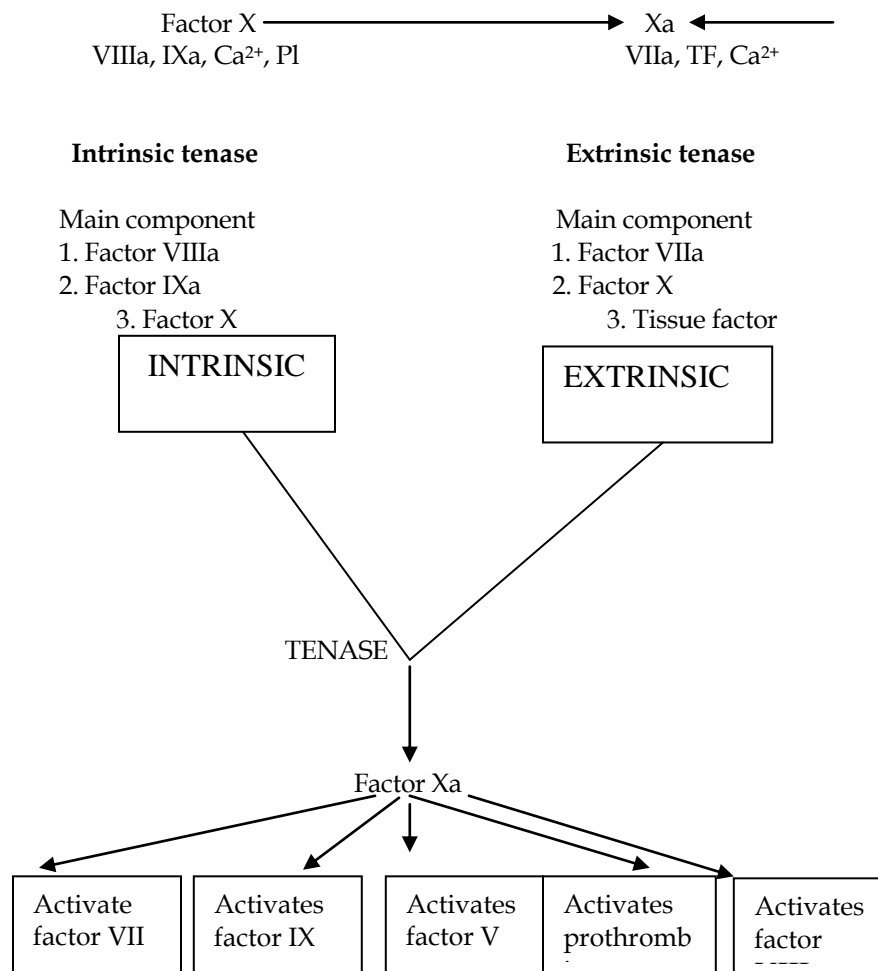 Factor X Xa
VIIIa, IXa, Ca²⁺, Pl VIIa, TF, Ca²⁺
Intrinsic tenase Extrinsic tenase
Main component Main component
1. Factor VIIIa 1. Factor VIIa
2. Factor IXa 2. Factor X
3. Factor X 3. Tissue factor
INTRINSIC EXTRINSIC
TENASE
Factor Xa
Activate
factor VII
Activates
factor IX
Activates
factor V
Activates
prothromb
Activates
factor